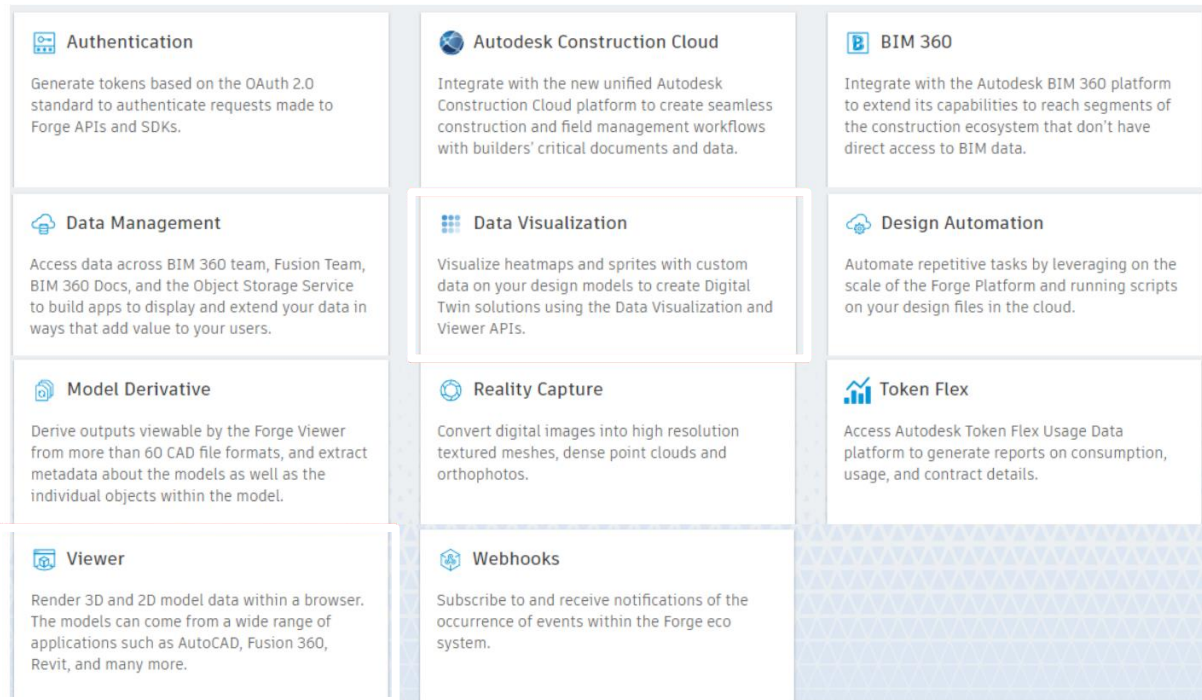 Authentication
Generate tokens based on the OAuth 2.0
standard to authenticate requests made to
Forge APIs and SDKs.
Autodesk Construction Cloud
Integrate with the new unified Autodesk
Construction Cloud platform to create seamless
construction and field management workflows
with builders' critical documents and data.
BIM 360
Integrate with the Autodesk BIM 360 platform
to extend its capabilities to reach segments of
the construction ecosystem that don't have
direct access to BIM data.
Data Management
Access data across BIM 360 team, Fusion Team,
BIM 360 Docs, and the Object Storage Service
to build apps to display and extend your data in
ways that add value to your users.
Data Visualization
Visualize heatmaps and sprites with custom
data on your design models to create Digital
Twin solutions using the Data Visualization and
Viewer APIs.
Design Automation
Automate repetitive tasks by leveraging on the
scale of the Forge Platform and running scripts
on your design files in the cloud.
Model Derivative
Derive outputs viewable by the Forge Viewer
from more than 60 CAD file formats, and extract
metadata about the models as well as the
individual objects within the model.
Reality Capture
Convert digital images into high resolution
textured meshes, dense point clouds and
orthophotos.
Token Flex
Access Autodesk Token Flex Usage Data
platform to generate reports on consumption,
usage, and contract details.
Viewer
Render 3D and 2D model data within a browser.
The models can come from a wide range of
applications such as AutoCAD, Fusion 360,
Revit, and many more.
Webhooks
Subscribe to and receive notifications of the
occurrence of events within the Forge eco
system.